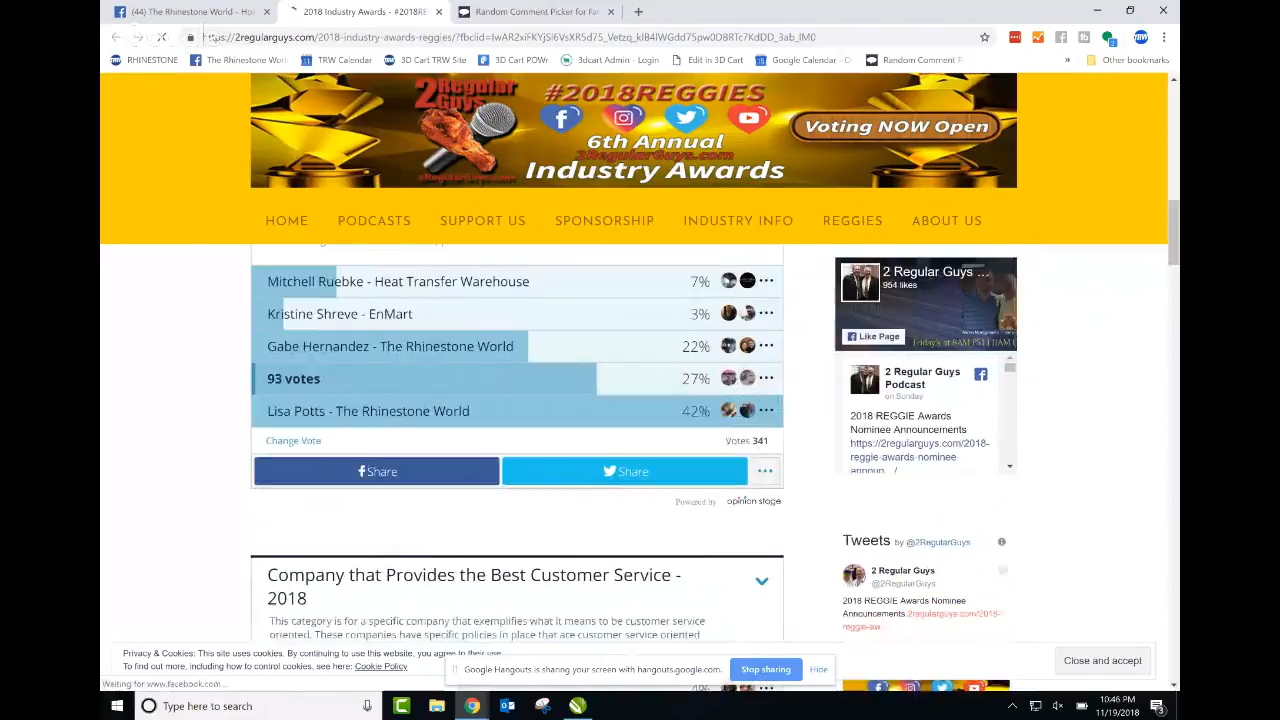 (44) The Rhinestone World - Ho
2018 Industry Awards - #2018RE
Random Comment Picker for Fac
2regularguys.com/2018-industry-awards-reggies/?fbclid=
RHINESTONE
The Rhinestone Worl
TRW Calendar
3D Cart TRW Site
3D Cart POWr
3dcart Admin - Login
Edit in 3D Cart
Google Calendar - O
Random Comment P
»
Other bookmarks
2Regular Guys
#2018REGGIES
6th Annual
2RegularGuys.com
Industry Awards
Voting NOW Open
HOME PODCASTS SUPPORT US SPONSORSHIP INDUSTRY INFO REGGIES ABOUT US
Mitchell Ruebke - Heat Transfer Warehouse 7%
Kristine Shreve - EnMart 3%
Gabe Hernandez - The Rhinestone World 22%
93 votes 27%
Lisa Potts - The Rhinestone World 42%
Change Vote Votes 341
Share Share
Powered by opinion stage
Company that Provides the Best Customer Service -
2018
This category is for a specific company that exemplifies what it means to be customer service
oriented. These companies have specific policies in place that are customer service oriented
2 Regular Guys ...
954 likes
Like Page
2 Regular Guys
Podcast
on Sunday
2018 REGGIE Awards
Nominee Announcements
https://2regularguys.com/2018-
reggie-awards-nominee
Tweets by @2RegularGuys
2 Regular Guys
@2RegularGuys
2018 REGGIE Awards Nominee
Announcements 2regularguys.com/2018-
reggie-aw
Privacy & Cookies: This site uses cookies. By continuing to use this website, you agree to their use.
To find out more, including how to control cookies, see here: Cookie Policy
Close and accept
Google Hangouts is sharing your screen with hangouts.google.com.
Stop sharing
Hide
Waiting for www.facebook.com...
Type here to search
10:46 PM
11/19/2018
3